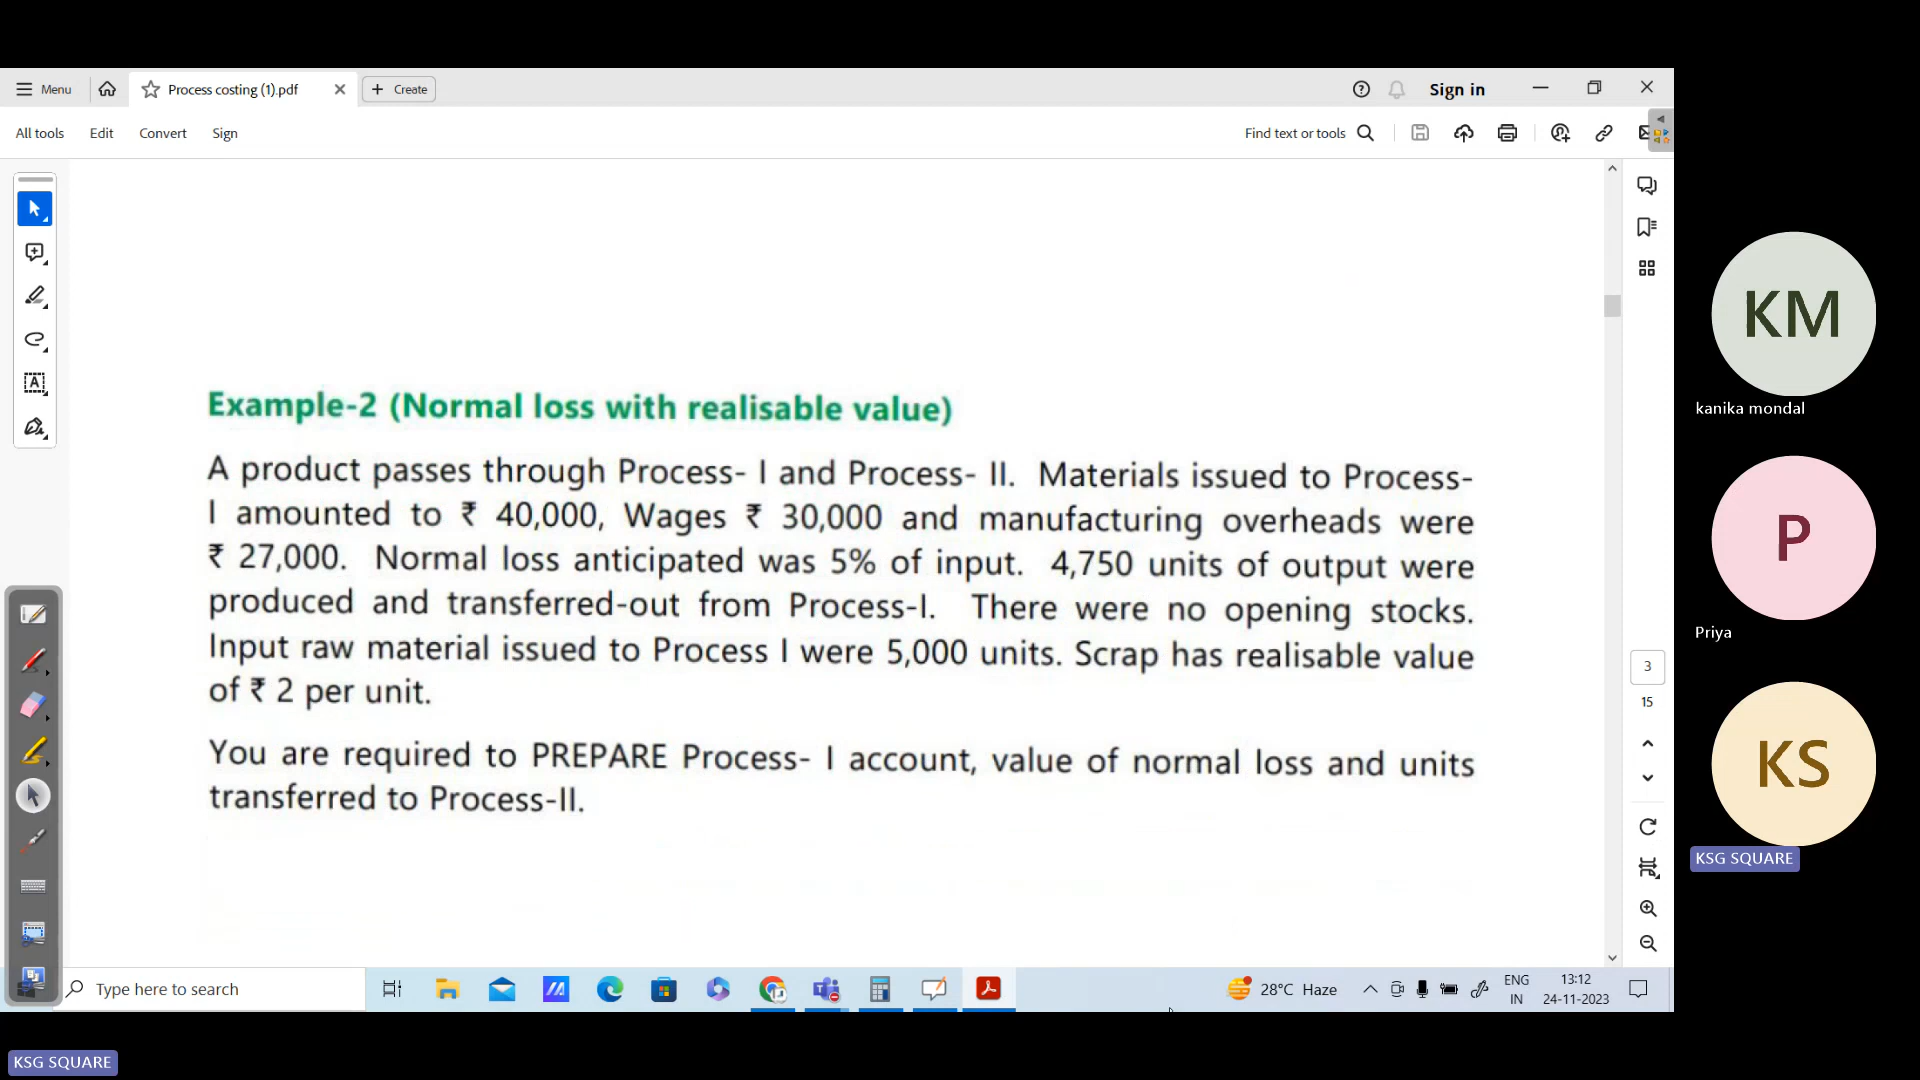 Menu
Process costing (1).pdf
Create
Sign in
All tools
Edit
Convert
Sign
Find text or tools
Example-2 (Normal loss with realisable value)
A product passes through Process- I and Process- II. Materials issued to Process-
I amounted to ₹ 40,000, Wages ₹ 30,000 and manufacturing overheads were
₹ 27,000. Normal loss anticipated was 5% of input. 4,750 units of output were
produced and transferred-out from Process-I. There were no opening stocks.
Input raw material issued to Process I were 5,000 units. Scrap has realisable value
of ₹ 2 per unit.
You are required to PREPARE Process- I account, value of normal loss and units
transferred to Process-II.
3
15
KM
kanika mondal
P
Priya
KS
KSG SQUARE
Type here to search
28°C Haze
ENG
IN
13:12
24-11-2023
KSG SQUARE